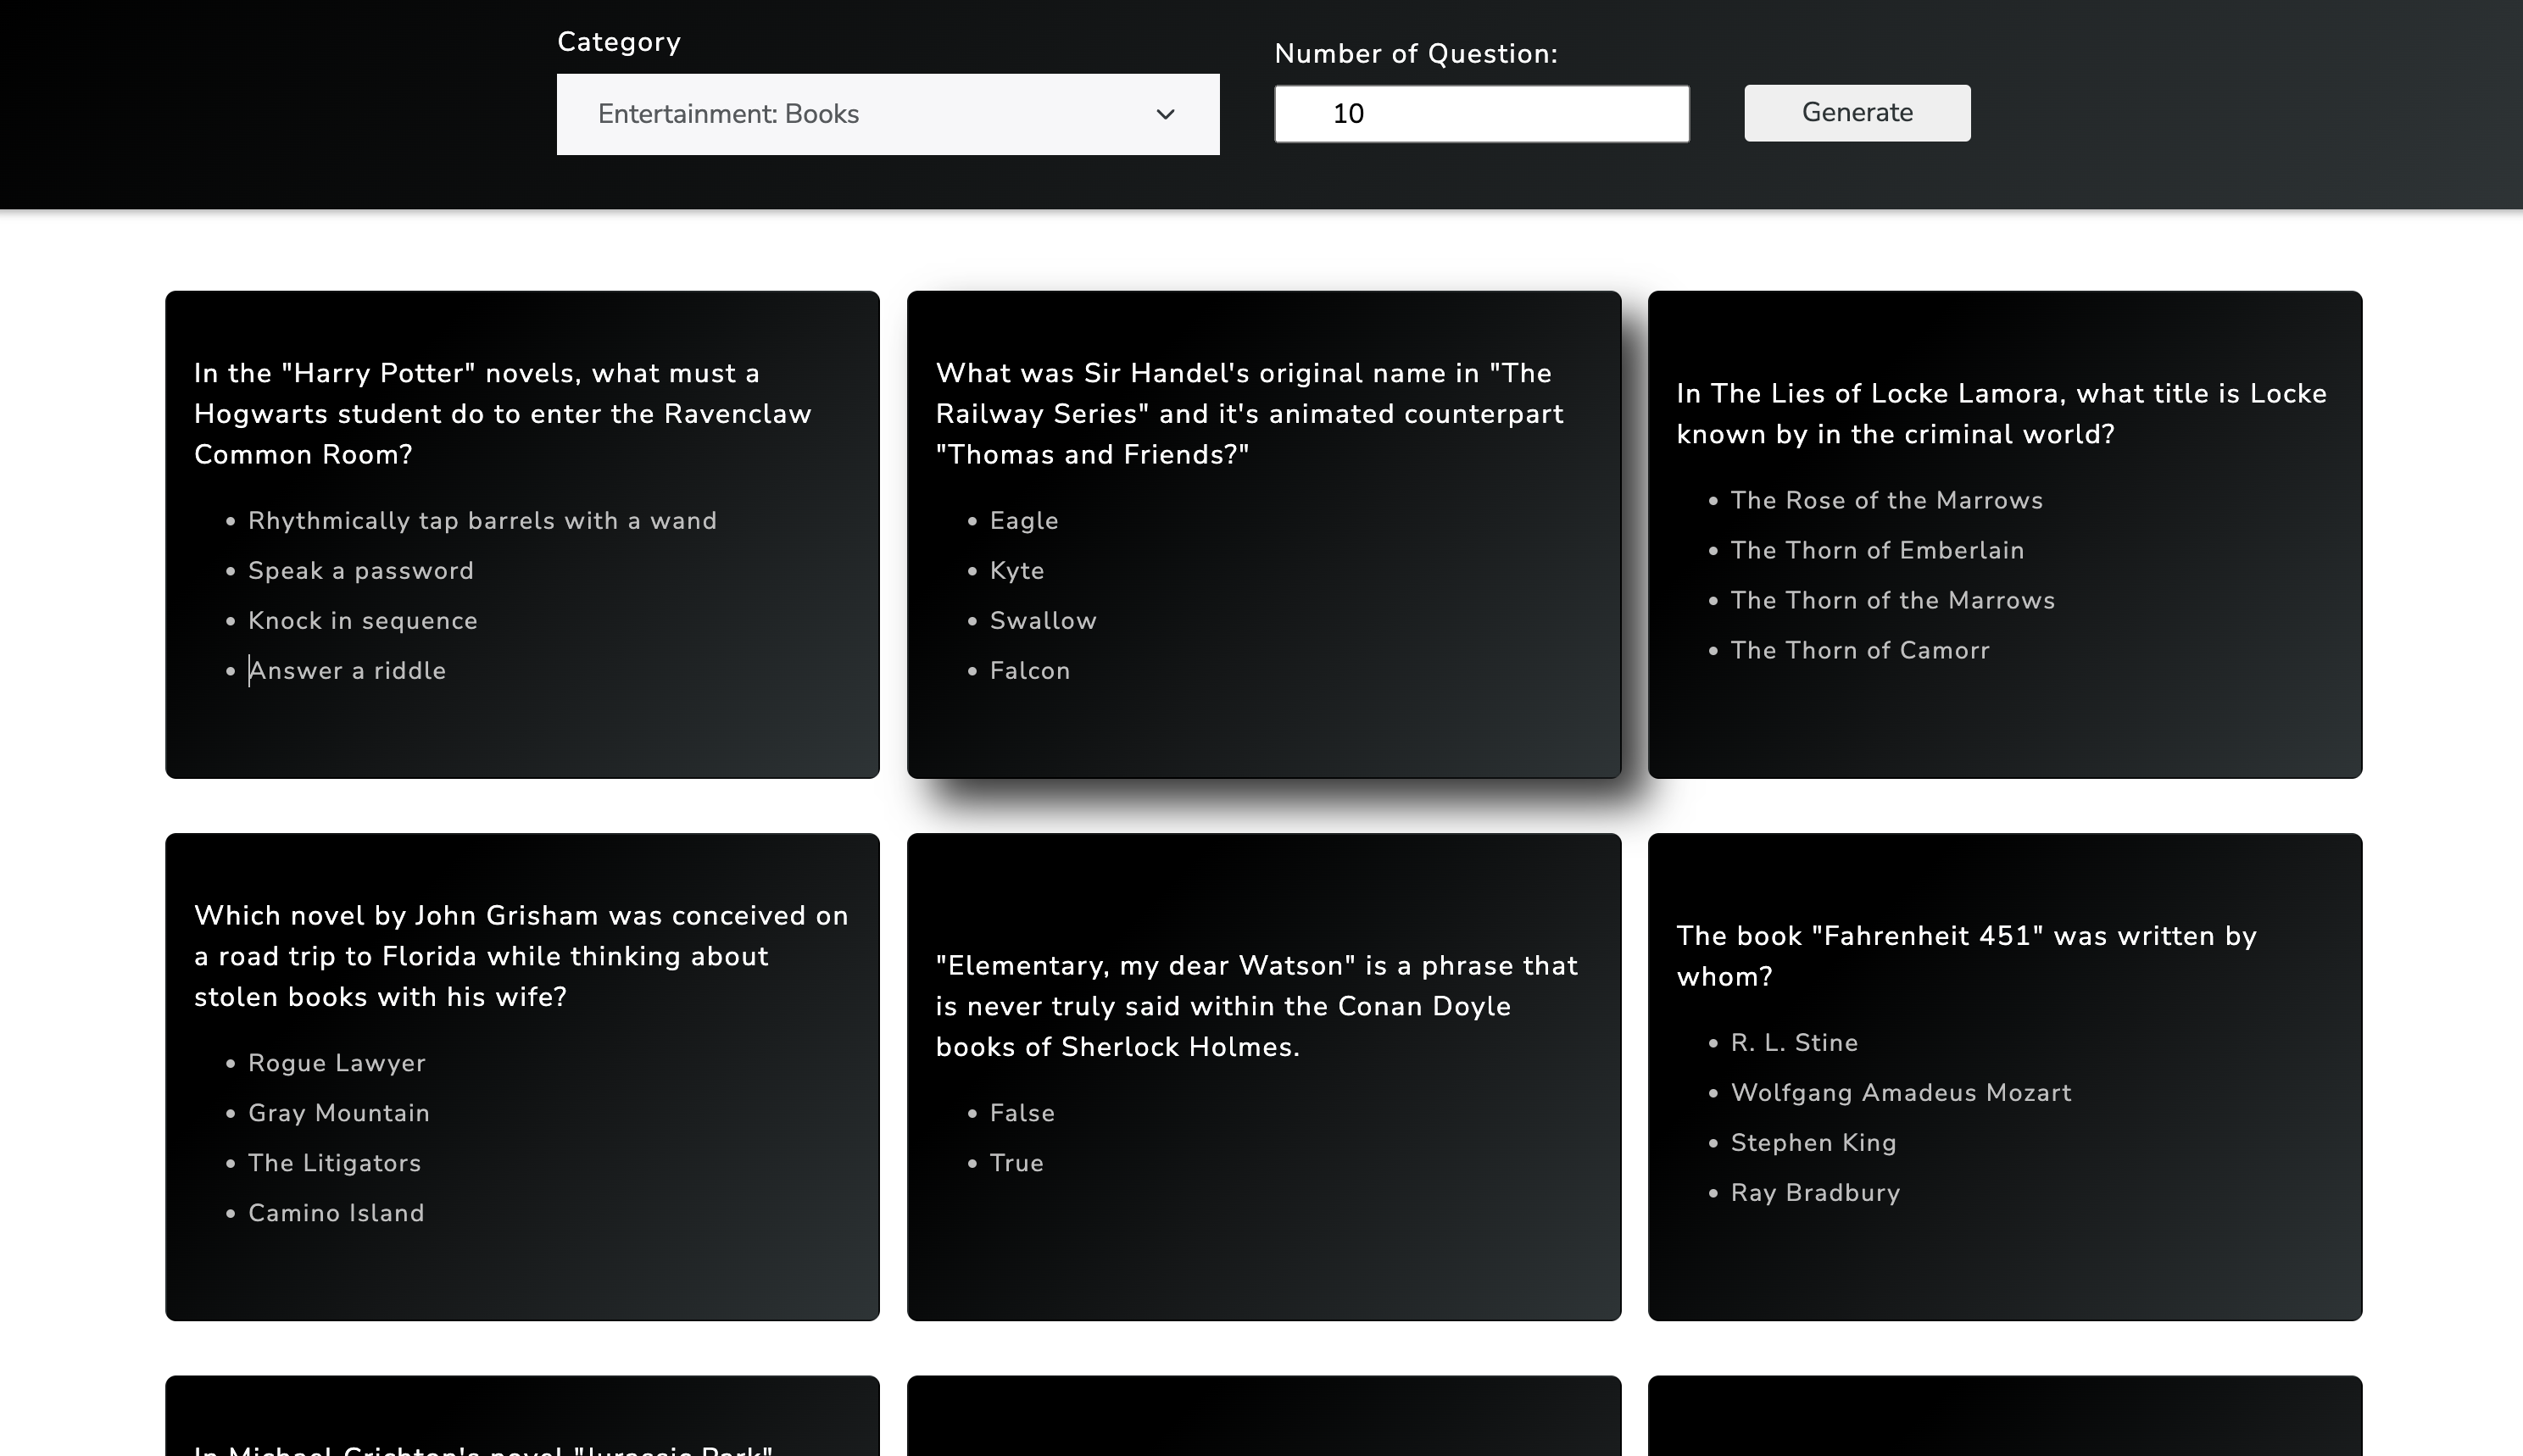 Category
Entertainment: Books
Number of Question:
10
Generate
In the "Harry Potter" novels, what must a
Hogwarts student do to enter the Ravenclaw
Common Room?
Rhythmically tap barrels with a wand
Speak a password
Knock in sequence
Answer a riddle
What was Sir Handel's original name in "The
Railway Series" and it's animated counterpart
"Thomas and Friends?"
Eagle
Kyte
Swallow
Falcon
In The Lies of Locke Lamora, what title is Locke
known by in the criminal world?
The Rose of the Marrows
The Thorn of Emberlain
The Thorn of the Marrows
The Thorn of Camorr
Which novel by John Grisham was conceived on
a road trip to Florida while thinking about
stolen books with his wife?
Rogue Lawyer
Gray Mountain
The Litigators
Camino Island
"Elementary, my dear Watson" is a phrase that
is never truly said within the Conan Doyle
books of Sherlock Holmes.
False
True
The book "Fahrenheit 451" was written by
whom?
R. L. Stine
Wolfgang Amadeus Mozart
Stephen King
Ray Bradbury
In Michael Crichton's novel "Jurassic Park"